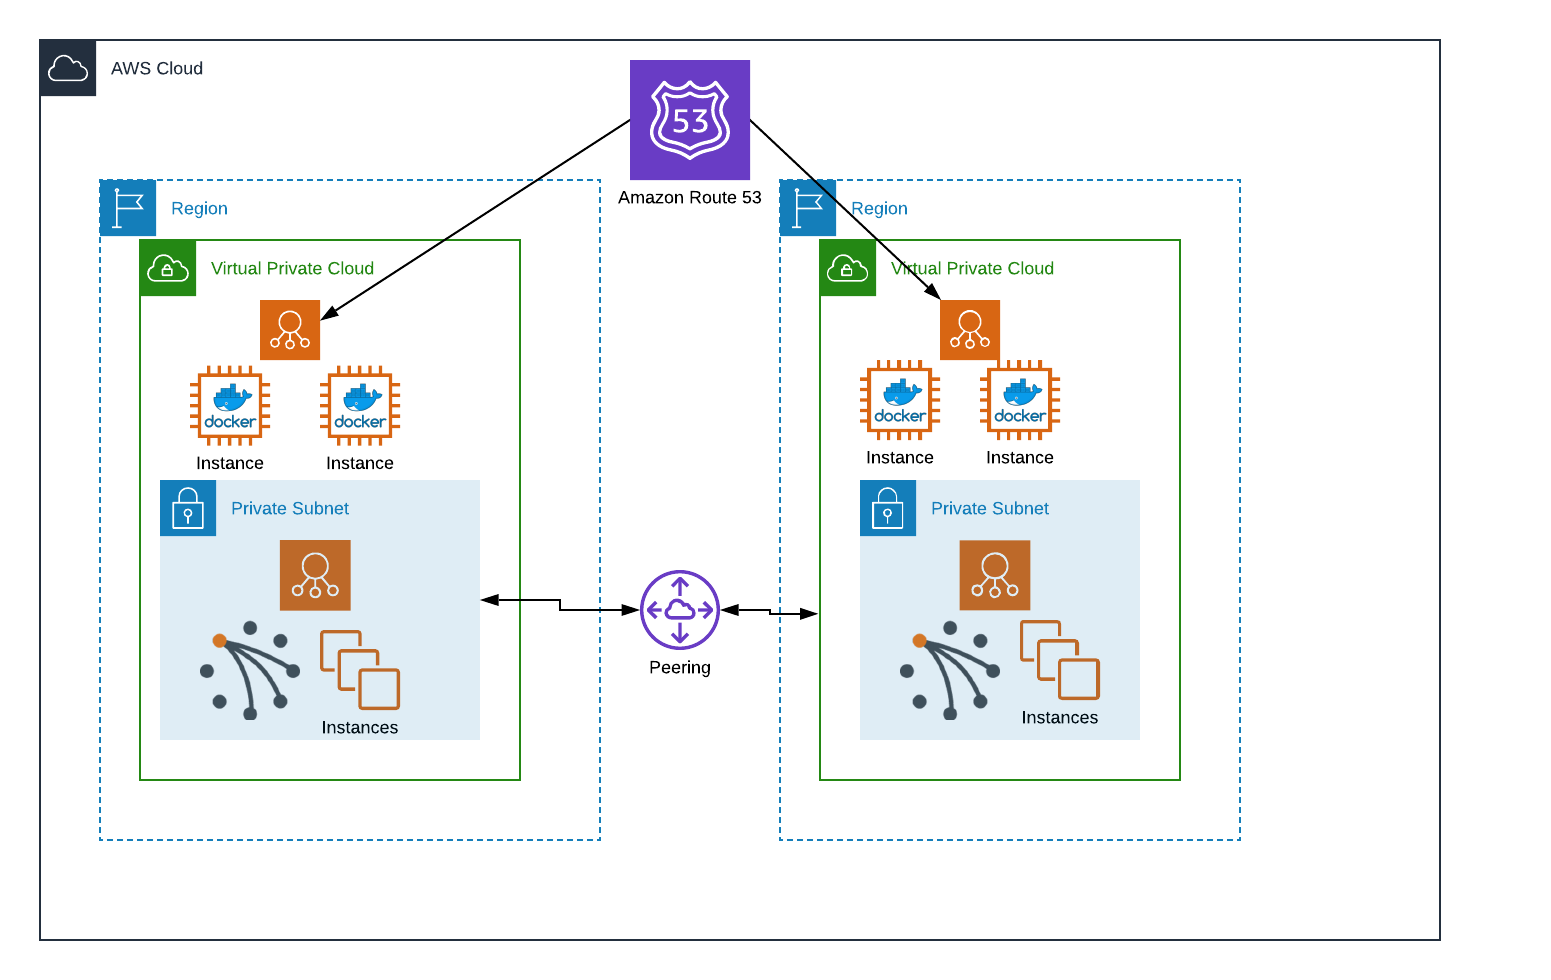 AWS Cloud
53
Amazon Route 53
Region
Region
Virtual Private Cloud
Virtual Private Cloud
docker
docker
docker
docker
Instance
Instance
Instance
Instance
Private Subnet
Private Subnet
Peering
Instances
Instances